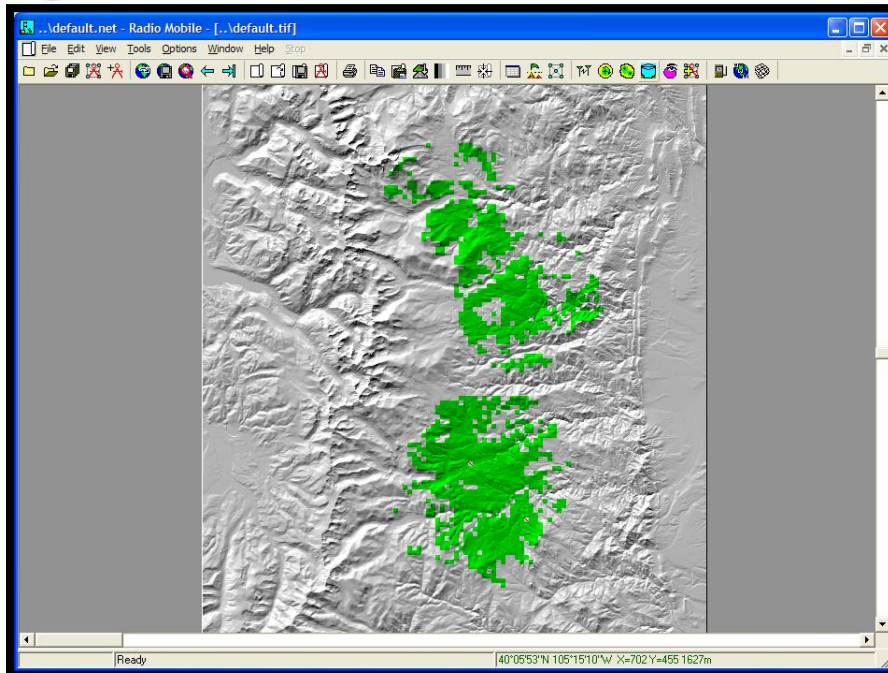 ..\default.net - Radio Mobile - [..\default.tif]
File Edit View Tools Options Window Help Stop
Ready
40°05'53"N 105°15'10"W X=702 Y=455 1627m